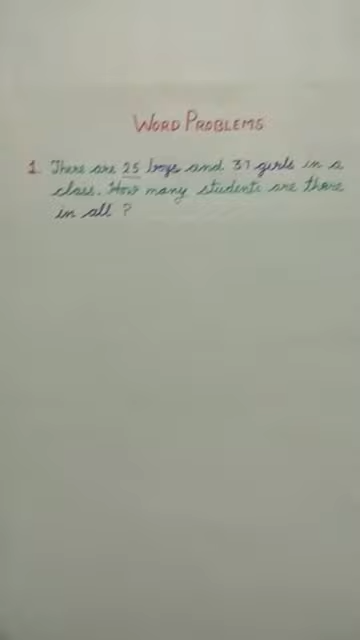 WORD PROBLEMS
1. There are 25 boys and 37 girls in a
class. How many students are there
in all ?